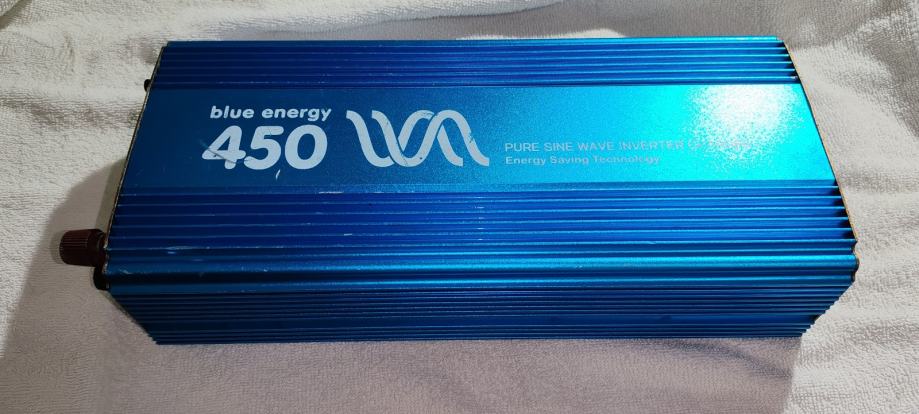 blue energy
450
PURE SINE WAVE INVERTER
Energy Saving Technology